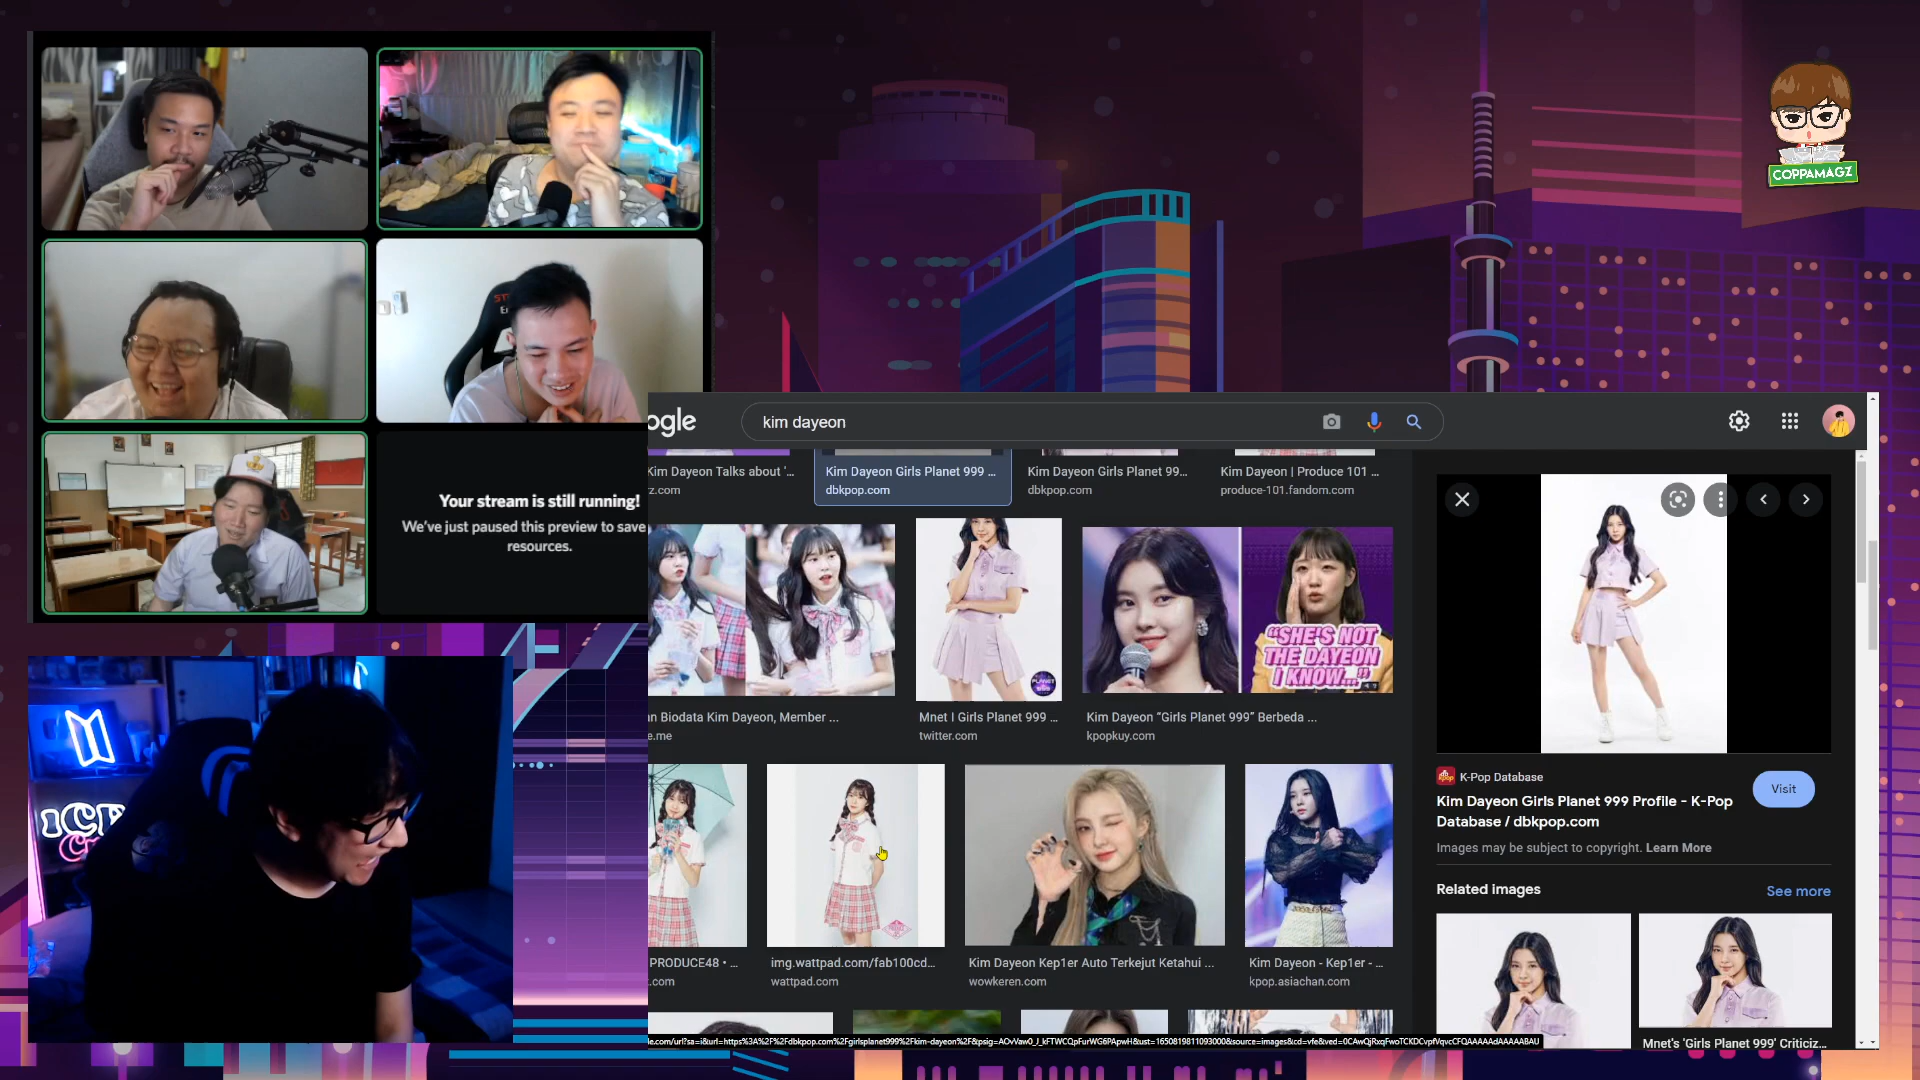 COPPAMAGZ
Your stream is still running!
We've just paused this preview to save
resources.
ogle
kim dayeon
Kim Dayeon Talks about '...
z.com
Kim Dayeon Girls Planet 999 ...
dbkpop.com
Kim Dayeon Girls Planet 99...
dbkpop.com
Kim Dayeon | Produce 101 ...
produce-101.fandom.com
"SHE'S NOT
THE DAYEON
I KNOW..."
PLANET
n Biodata Kim Dayeon, Member ...
e.me
Mnet I Girls Planet 999 ...
twitter.com
Kim Dayeon “Girls Planet 999” Berbeda ...
kpopkuy.com
PRODUCE48 • ...
.com
img.wattpad.com/fab100cd...
wattpad.com
Kim Dayeon Kep1er Auto Terkejut Ketahui ...
wowkeren.com
Kim Dayeon - Kep1er - ...
kpop.asiachan.com
K-Pop Database
Kim Dayeon Girls Planet 999 Profile - K-Pop
Database / dbkpop.com
Visit
Images may be subject to copyright. Learn More
Related images
See more
Mnet's 'Girls Planet 999' Criticiz...